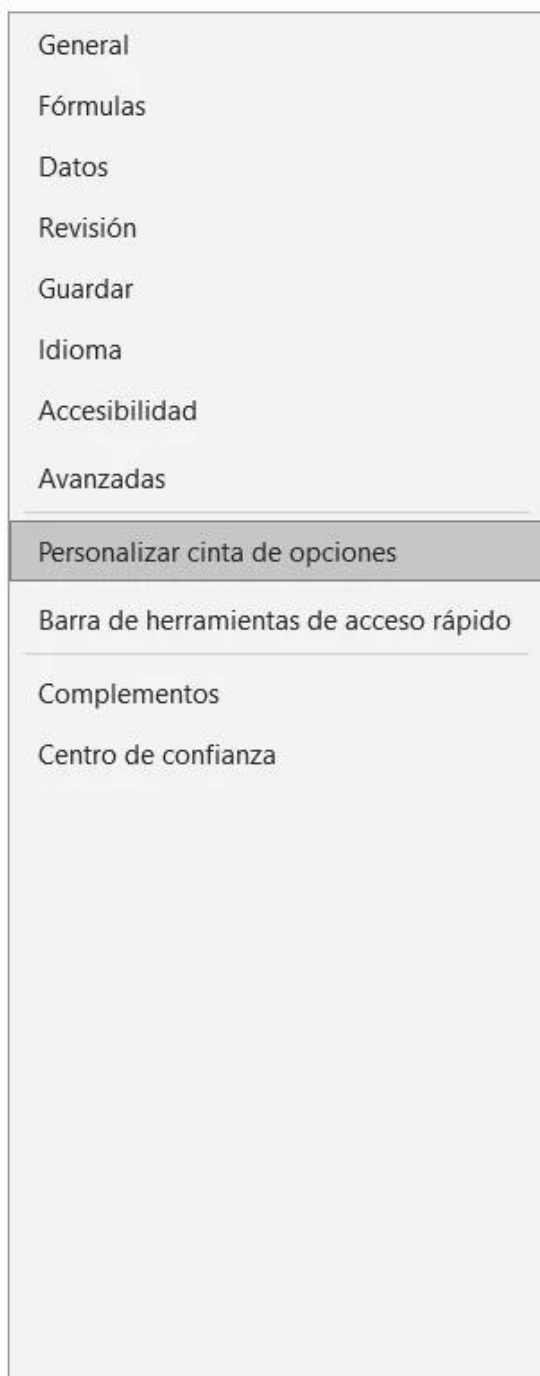 General
Fórmulas
Datos
Revisión
Guardar
Idioma
Accesibilidad
Avanzadas
Personalizar cinta de opciones
Barra de herramientas de acceso rápido
Complementos
Centro de confianza